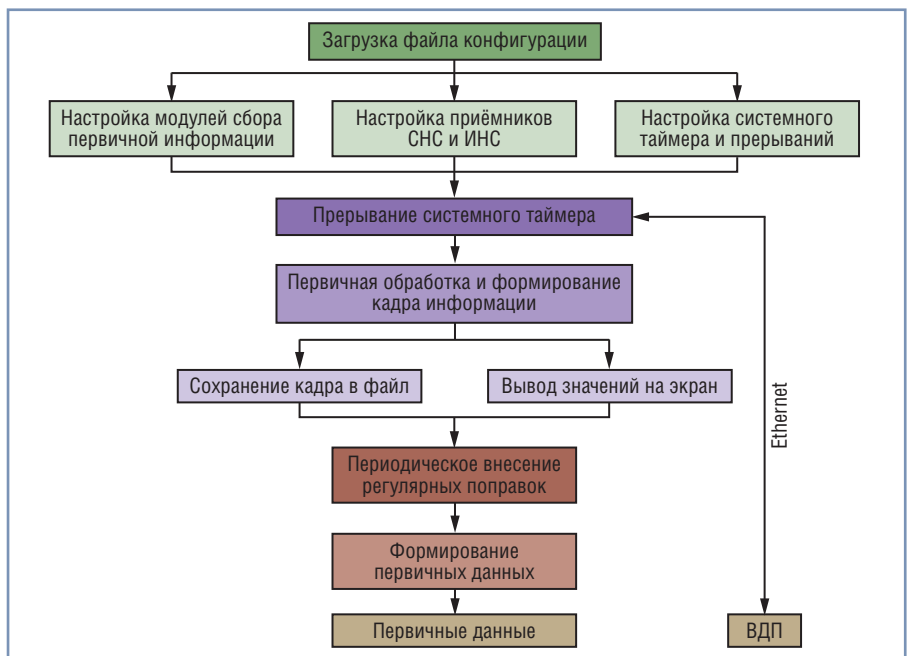 Загрузка файла конфигурации
Настройка модулей сбора
первичной информации
Настройка приёмников
СНС и ИНС
Настройка системного
таймера и прерываний
Прерывание системного таймера
Первичная обработка и формирование
кадра информации
Сохранение кадра в файл
Вывод значений на экран
Ethernet
Периодическое внесение
регулярных поправок
Формирование
первичных данных
Первичные данные
ВДП